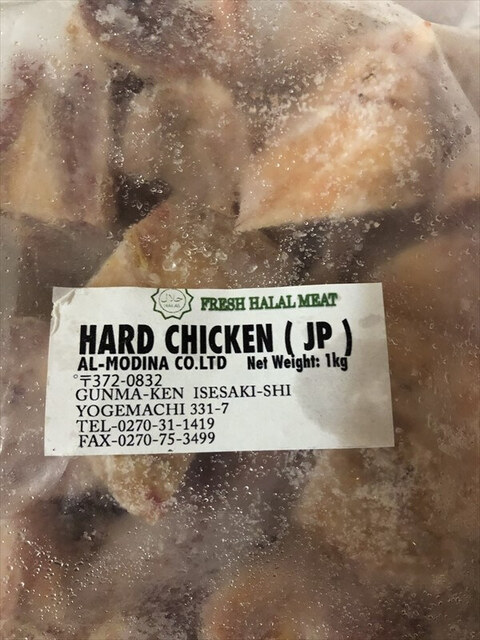 حلال
FRESH HALAL MEAT
HARD CHICKEN ( JP )
AL-MODINA CO.LTD Net Weight: 1kg
〒372-0832
GUNMA-KEN ISESAKI-SHI
YOGEMACHI 331-7
TEL-0270-31-1419
FAX-0270-75-3499